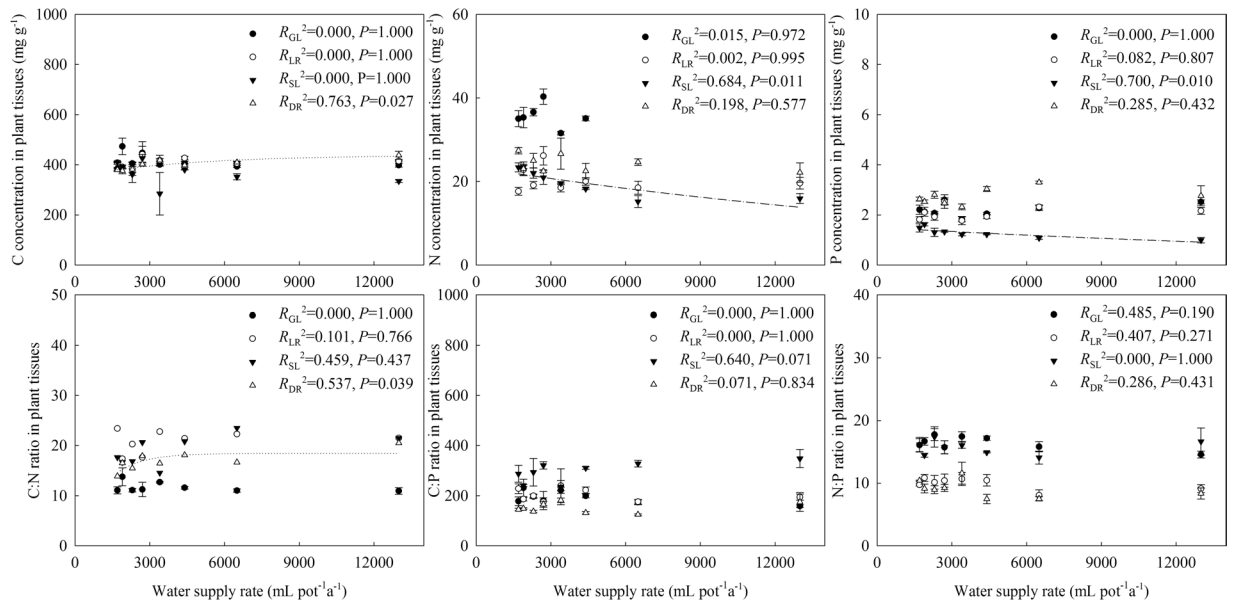 C concentration in plant tissues (mg g⁻¹)
1000
800
600
400
200
0
R_GL²=0.000, P=1.000
R_LR²=0.000, P=1.000
R_SL²=0.000, P=1.000
R_DR²=0.763, P=0.027
0 3000 6000 9000 12000
N concentration in plant tissues (mg g⁻¹)
60
40
20
0
R_GL²=0.015, P=0.972
R_LR²=0.002, P=0.995
R_SL²=0.684, P=0.011
R_DR²=0.198, P=0.577
0 3000 6000 9000 12000
P concentration in plant tissues (mg g⁻¹)
10
8
6
4
2
0
R_GL²=0.000, P=1.000
R_LR²=0.082, P=0.807
R_SL²=0.700, P=0.010
R_DR²=0.285, P=0.432
0 3000 6000 9000 12000
C:N ratio in plant tissues
50
40
30
20
10
0
R_GL²=0.000, P=1.000
R_LR²=0.101, P=0.766
R_SL²=0.459, P=0.437
R_DR²=0.537, P=0.039
0 3000 6000 9000 12000
Water supply rate (mL pot⁻¹a⁻¹)
C:P ratio in plant tissues
1000
800
600
400
200
0
R_GL²=0.000, P=1.000
R_LR²=0.000, P=1.000
R_SL²=0.640, P=0.071
R_DR²=0.071, P=0.834
0 3000 6000 9000 12000
Water supply rate (mL pot⁻¹a⁻¹)
N:P ratio in plant tissues
40
30
20
10
0
R_GL²=0.485, P=0.190
R_LR²=0.407, P=0.271
R_SL²=0.000, P=1.000
R_DR²=0.286, P=0.431
0 3000 6000 9000 12000
Water supply rate (mL pot⁻¹a⁻¹)